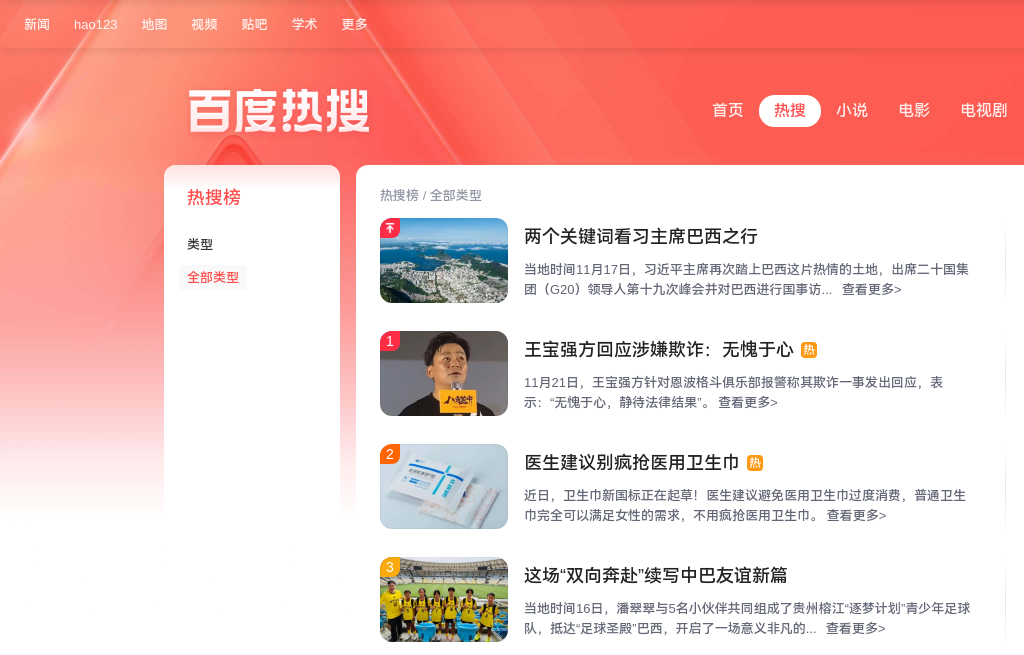 新闻 hao123 地图 视频 贴吧 学术 更多
百度热搜
首页 热搜 小说 电影 电视剧
热搜榜
类型
全部类型
热搜榜 / 全部类型
两个关键词看习主席巴西之行
当地时间11月17日，习近平主席再次踏上巴西这片热情的土地，出席二十国集
团（G20）领导人第十九次峰会并对巴西进行国事访... 查看更多>
1
王宝强方回应涉嫌欺诈：无愧于心 热
11月21日，王宝强方针对恩波格斗俱乐部报警称其欺诈一事发出回应，表
示：“无愧于心，静待法律结果”。 查看更多>
2
医生建议别疯抢医用卫生巾 热
近日，卫生巾新国标正在起草！医生建议避免医用卫生巾过度消费，普通卫生
巾完全可以满足女性的需求，不用疯抢医用卫生巾。 查看更多>
3
这场“双向奔赴”续写中巴友谊新篇
当地时间16日，潘翠翠与5名小伙伴共同组成了贵州榕江“逐梦计划”青少年足球
队，抵达“足球圣殿”巴西，开启了一场意义非凡的... 查看更多>